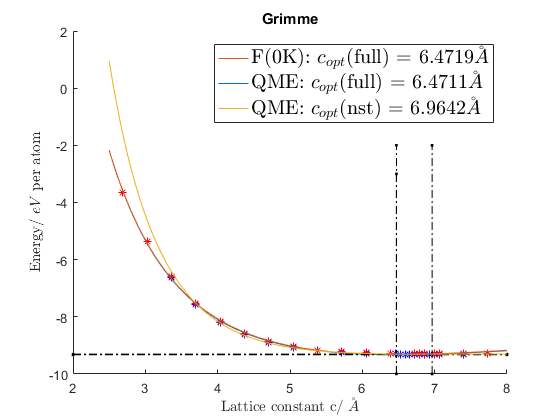 Grimme
F(0K): c_opt(full) = 6.4719Å
QME: c_opt(full) = 6.4711Å
QME: c_opt(nst) = 6.9642Å
Energy/ eV per atom
2
0
-2
-4
-6
-8
-10
2 3 4 5 6 7 8
Lattice constant c/ Å